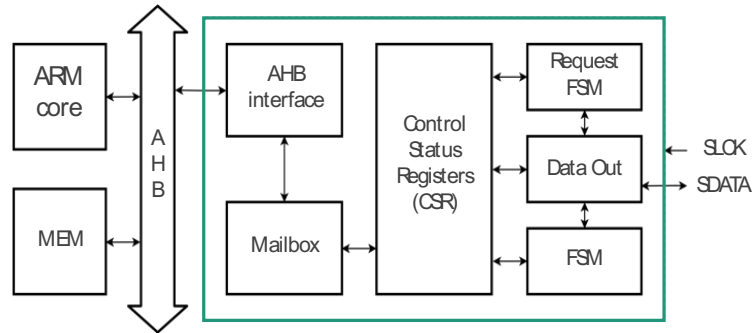 ARM
core
MEM
A
H
B
AHB
interface
Mailbox
Control
Status
Registers
(CSR)
Request
FSM
Data Out
FSM
SLCK
SDATA